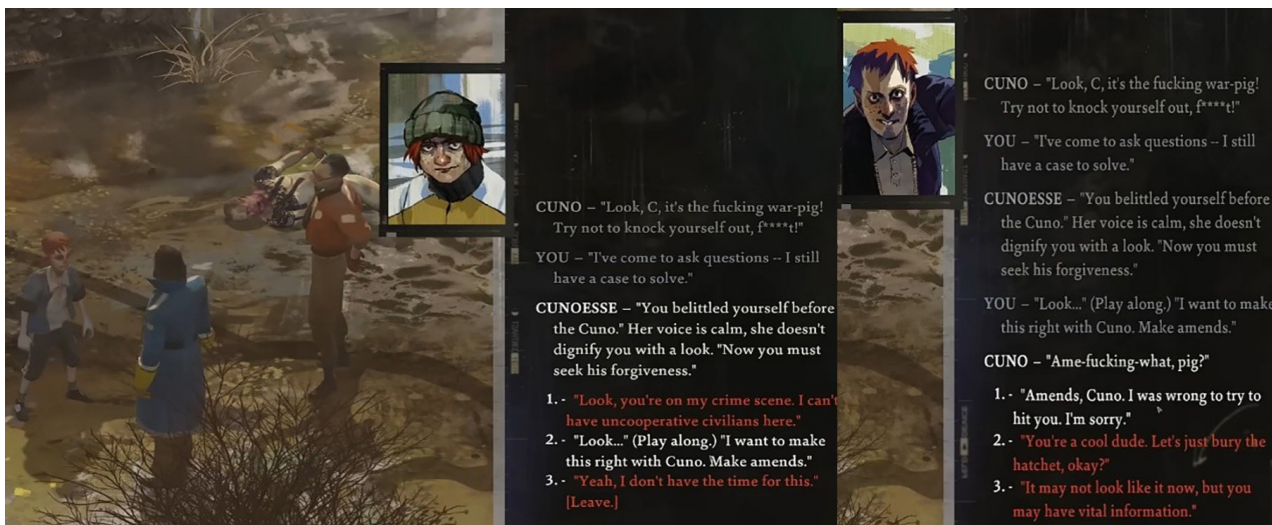 CUNO – "Look, C, it's the fucking war-pig!
Try not to knock yourself out, f****t!"
YOU – "I've come to ask questions -- I still
have a case to solve."
CUNOESSE – "You belittled yourself before
the Cuno." Her voice is calm, she doesn't
dignify you with a look. "Now you must
seek his forgiveness."
1. - "Look, you're on my crime scene. I can't
have uncooperative civilians here."
2. - "Look..." (Play along.) "I want to make
this right with Cuno. Make amends."
3. - "Yeah, I don't have the time for this."
[Leave.]
CUNO – "Look, C, it's the fucking war-pig!
Try not to knock yourself out, f****t!"
YOU – "I've come to ask questions -- I still
have a case to solve."
CUNOESSE – "You belittled yourself before
the Cuno." Her voice is calm, she doesn't
dignify you with a look. "Now you must
seek his forgiveness."
YOU – "Look..." (Play along.) "I want to make
this right with Cuno. Make amends."
CUNO – "Ame-fucking-what, pig?"
1. - "Amends, Cuno. I was wrong to try to
hit you. I'm sorry."
2. - "You're a cool dude. Let's just bury the
hatchet, okay?"
3. - "It may not look like it now, but you
may have vital information."